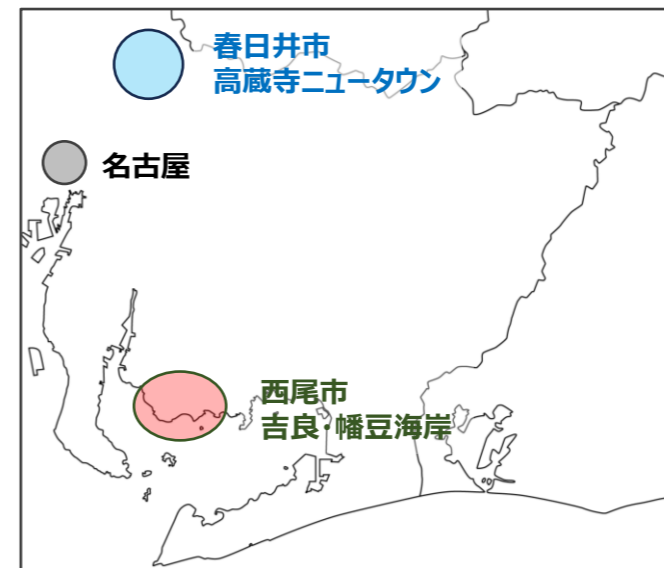 春日井市
高蔵寺ニュータウン
名古屋
西尾市
吉良・幡豆海岸